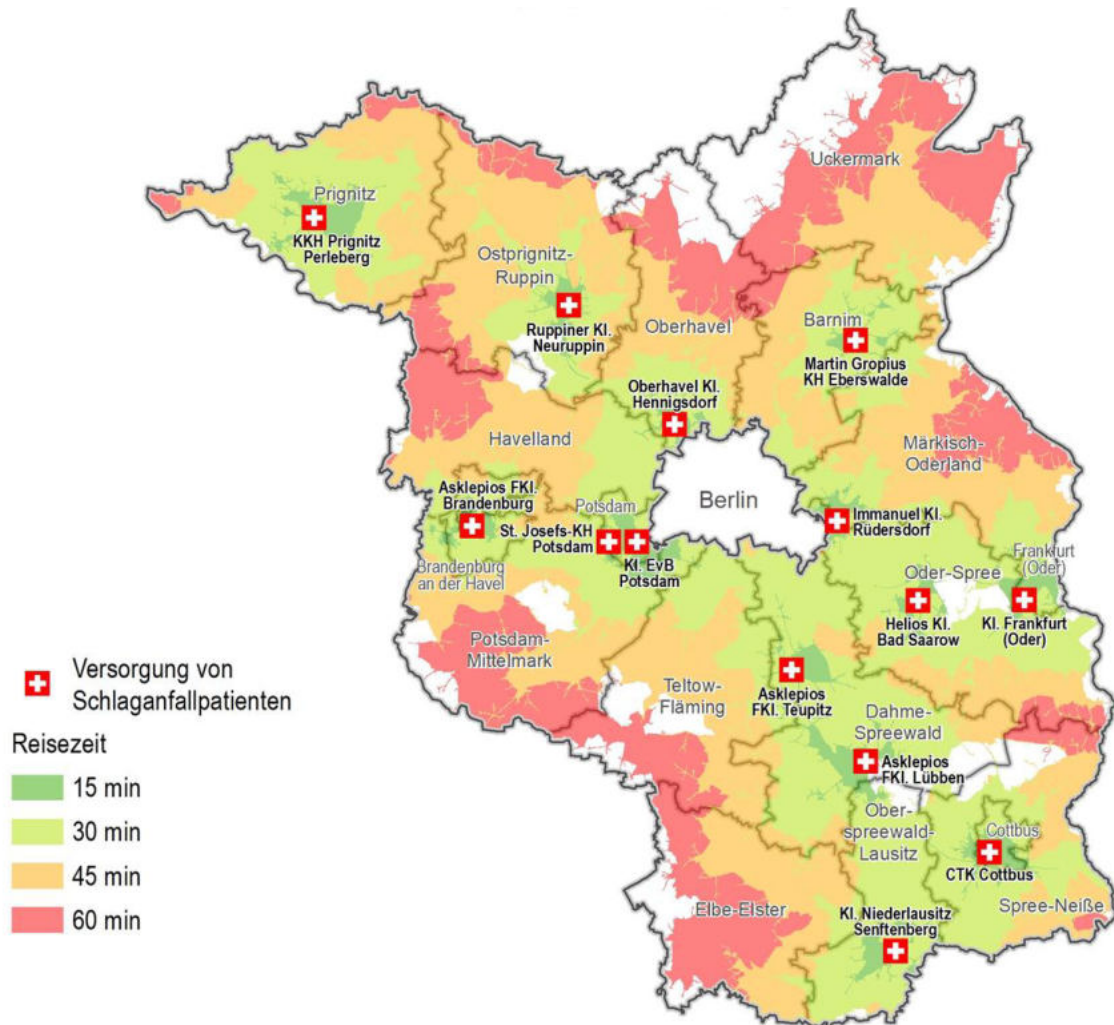 Uckermark
Prignitz
KKH Prignitz
Perleberg
Ostprignitz-
Ruppin
Ruppiner Kl.
Neuruppin
Oberhavel
Barnim
Martin Gropius
KH Eberswalde
Oberhavel Kl.
Hennigsdorf
Havelland
Märkisch-
Oderland
Berlin
Asklepios FKl.
Brandenburg
Potsdam
St. Josefs-KH
Potsdam
Kl. EvB
Potsdam
Immanuel Kl.
Rüdersdorf
Brandenburg
an der Havel
Oder-Spree
Frankfurt
(Oder)
Helios Kl.
Bad Saarow
Kl. Frankfurt
(Oder)
Potsdam-
Mittelmark
Teltow-
Fläming
Asklepios
FKl. Teupitz
Dahme-
Spreewald
Asklepios
FKl. Lübben
Ober-
spreewald-
Lausitz
Cottbus
CTK Cottbus
Spree-Neiße
Elbe-Elster
Kl. Niederlausitz
Senftenberg
Versorgung von
Schlaganfallpatienten
Reisezeit
15 min
30 min
45 min
60 min